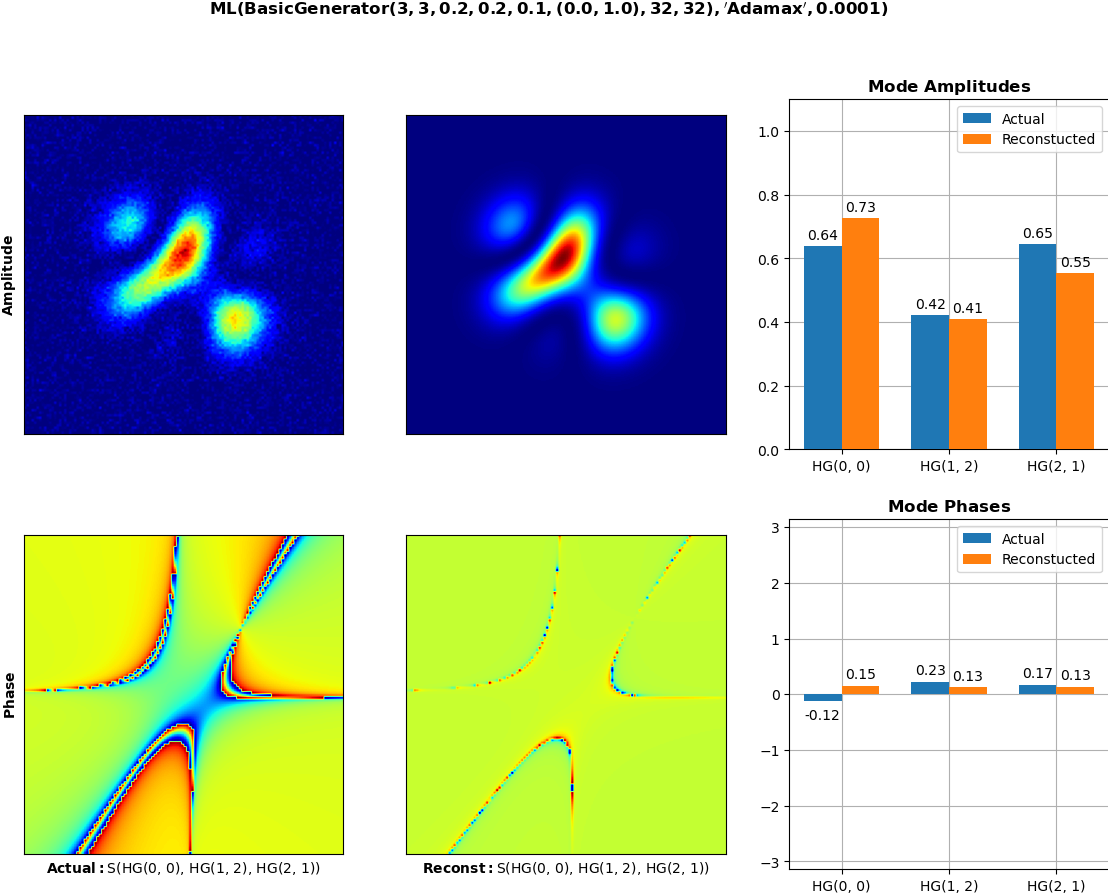 ML(BasicGenerator(3, 3, 0.2, 0.2, 0.1, (0.0, 1.0), 32, 32), 'Adamax', 0.0001)
Amplitude
Mode Amplitudes
Actual
Reconstucted
1.0
0.8
0.6
0.4
0.2
0.0
0.64
0.73
0.42
0.41
0.65
0.55
HG(0, 0)
HG(1, 2)
HG(2, 1)
Phase
Actual: S(HG(0, 0), HG(1, 2), HG(2, 1))
Reconst: S(HG(0, 0), HG(1, 2), HG(2, 1))
Mode Phases
Actual
Reconstucted
3
2
1
0
−1
−2
−3
-0.12
0.15
0.23
0.13
0.17
0.13
HG(0, 0)
HG(1, 2)
HG(2, 1)